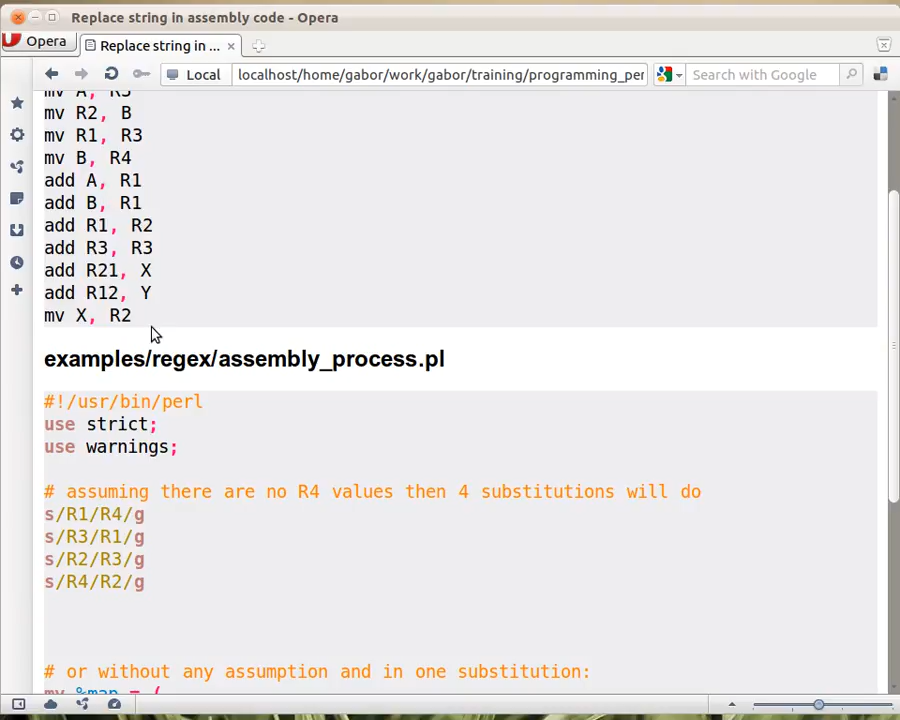 Replace string in assembly code - Opera
Opera
Replace string in ...
Local
localhost/home/gabor/work/gabor/training/programming_per
Search with Google
mv A, R3
mv R2, B
mv R1, R3
mv B, R4
add A, R1
add B, R1
add R1, R2
add R3, R3
add R21, X
add R12, Y
mv X, R2
examples/regex/assembly_process.pl
#!/usr/bin/perl
use strict;
use warnings;
# assuming there are no R4 values then 4 substitutions will do
s/R1/R4/g
s/R3/R1/g
s/R2/R3/g
s/R4/R2/g
# or without any assumption and in one substitution:
my %map = (